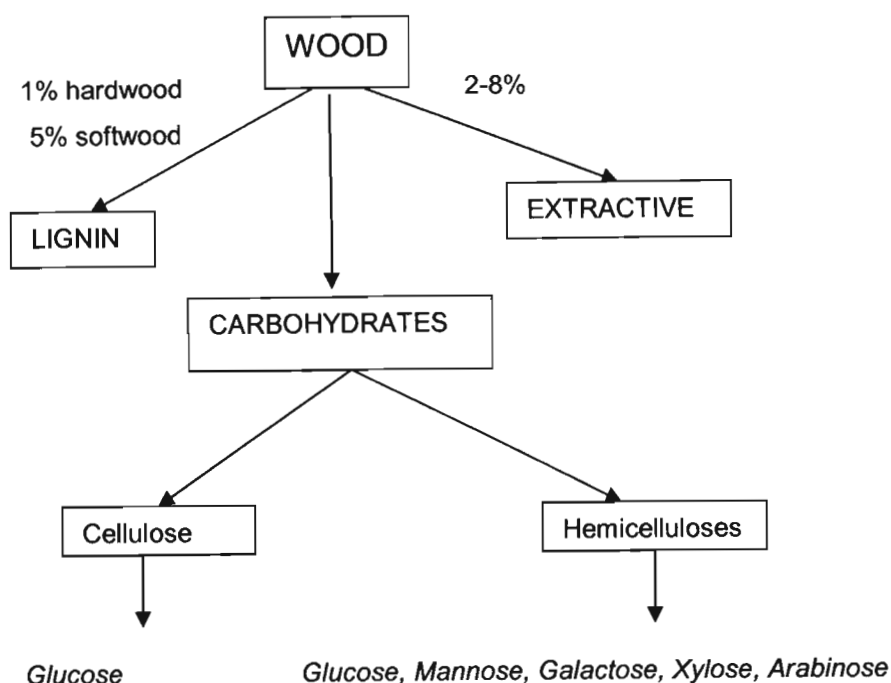 WOOD
1% hardwood
2-8%
5% softwood
EXTRACTIVE
LIGNIN
CARBOHYDRATES
Cellulose
Hemicelluloses
Glucose
Glucose, Mannose, Galactose, Xylose, Arabinose